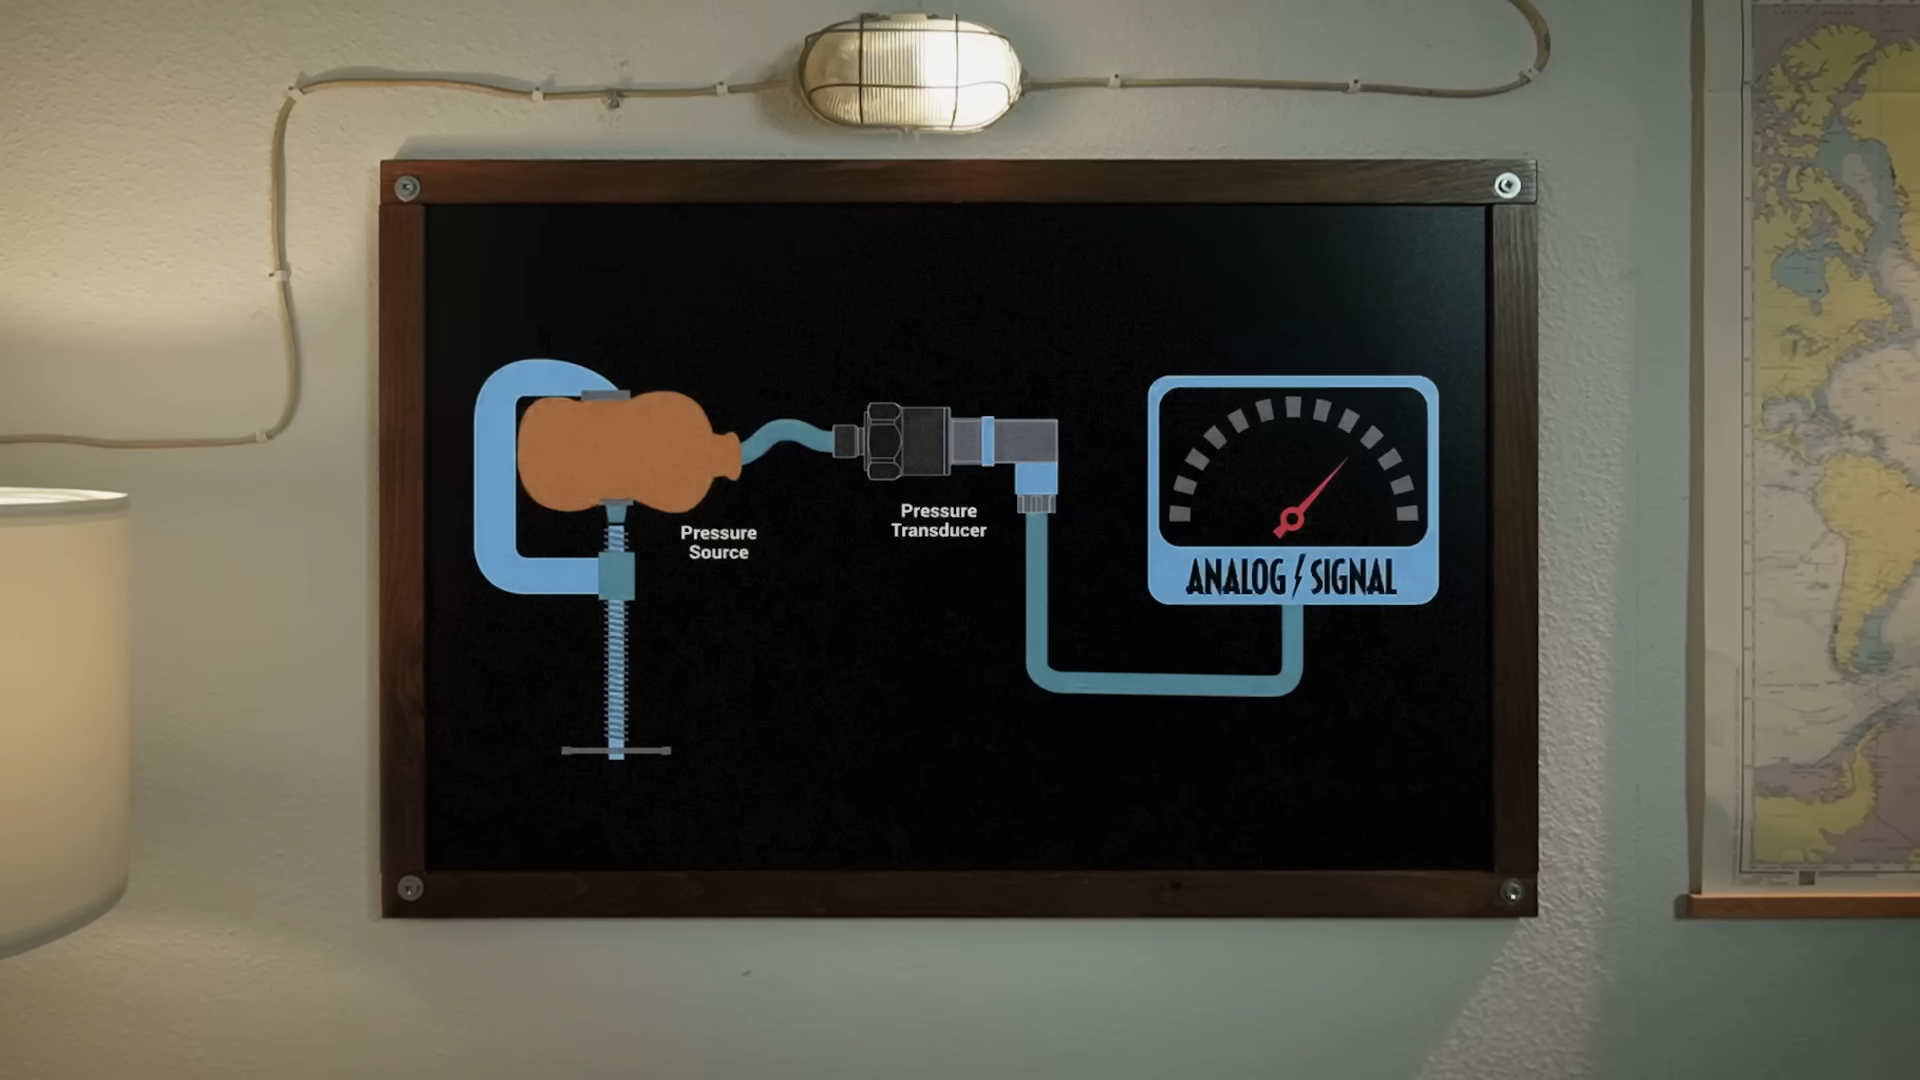 Pressure
Source
Pressure
Transducer
ANALOG/SIGNAL